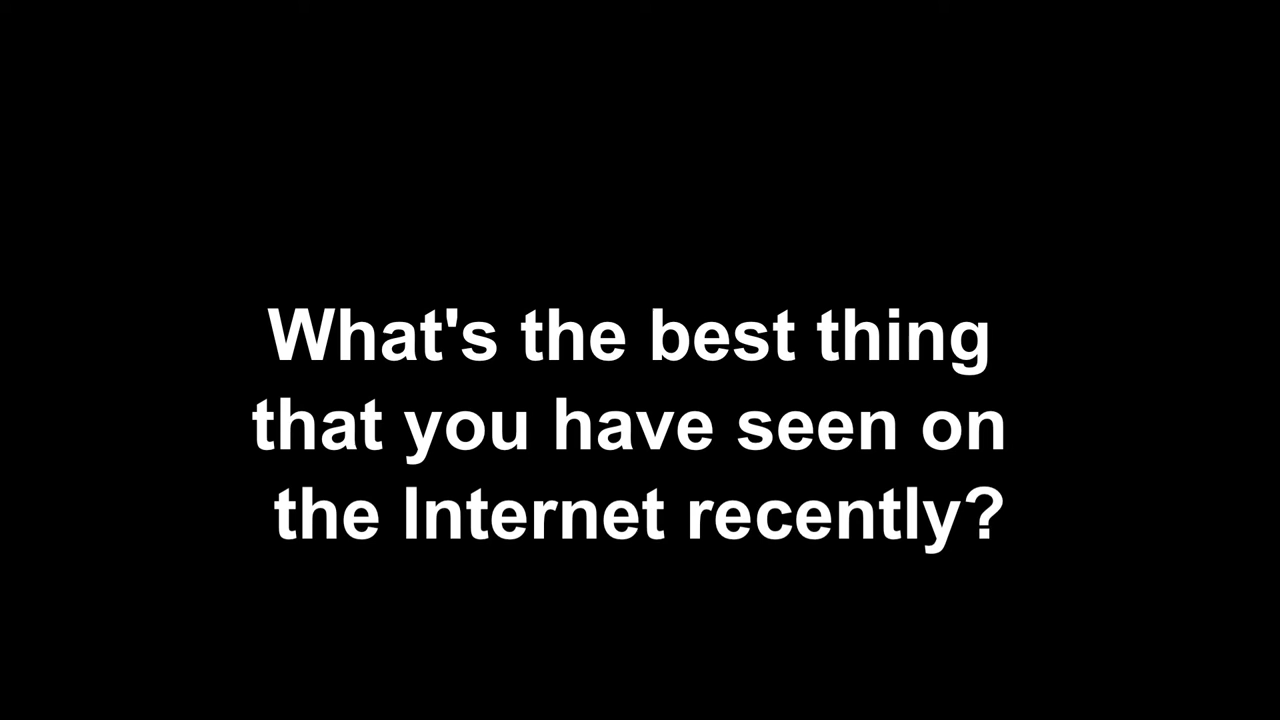 What's the best thing
that you have seen on
the Internet recently?